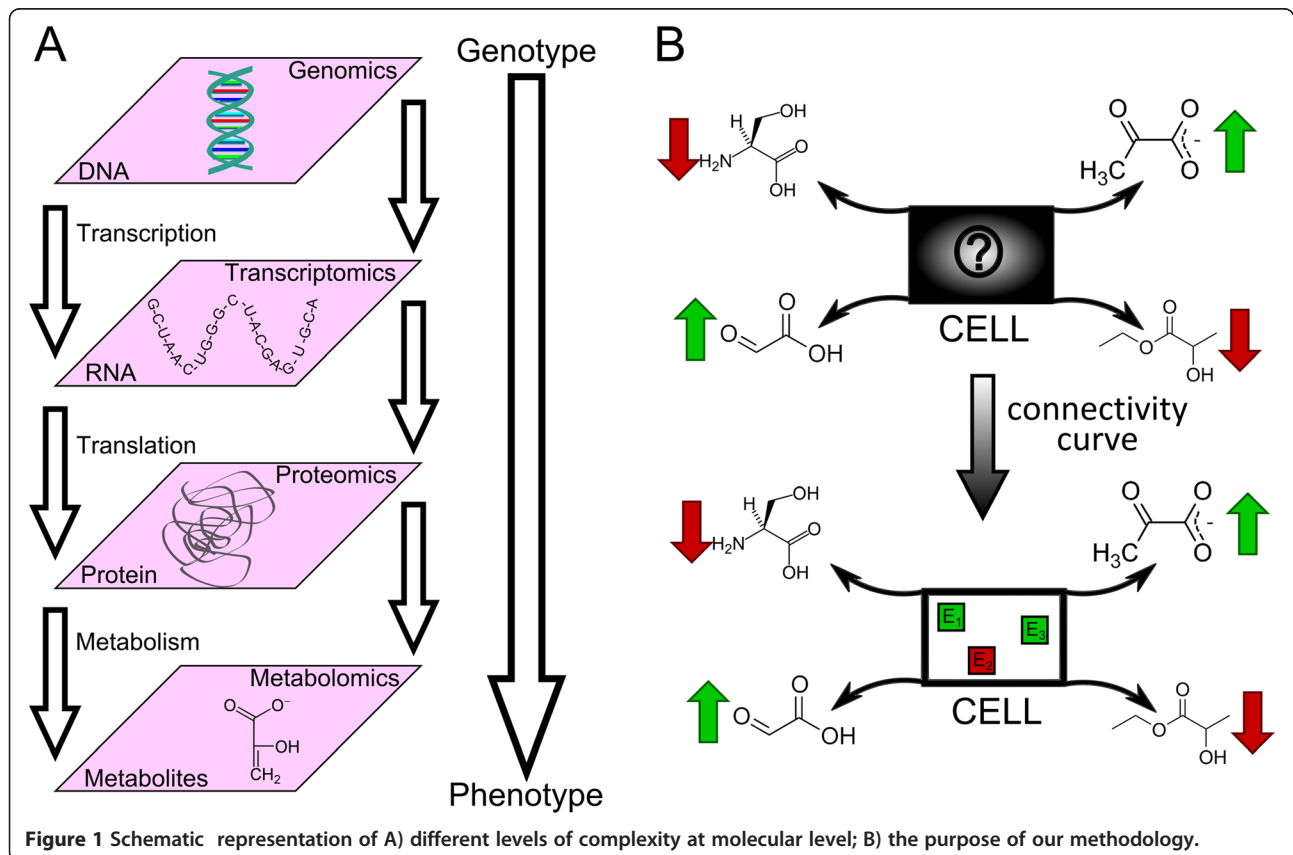 A
Genomics
DNA
Transcription
Transcriptomics
G-C-U-A-A-C-U-G-G-G-C-U-A-C-G-A-G-U-G-C-A
RNA
Translation
Proteomics
Protein
Metabolism
Metabolomics
O
O⁻
OH
CH₂
Metabolites
Genotype
Phenotype
B
OH
H
O
H₂N
OH
O
O
-
H₃C
O
?
CELL
O
O
OH
O
O
OH
connectivity
curve
OH
H
O
H₂N
OH
O
O
-
H₃C
O
E₁
E₃
E₂
CELL
O
O
OH
O
O
OH
Figure 1 Schematic representation of A) different levels of complexity at molecular level; B) the purpose of our methodology.